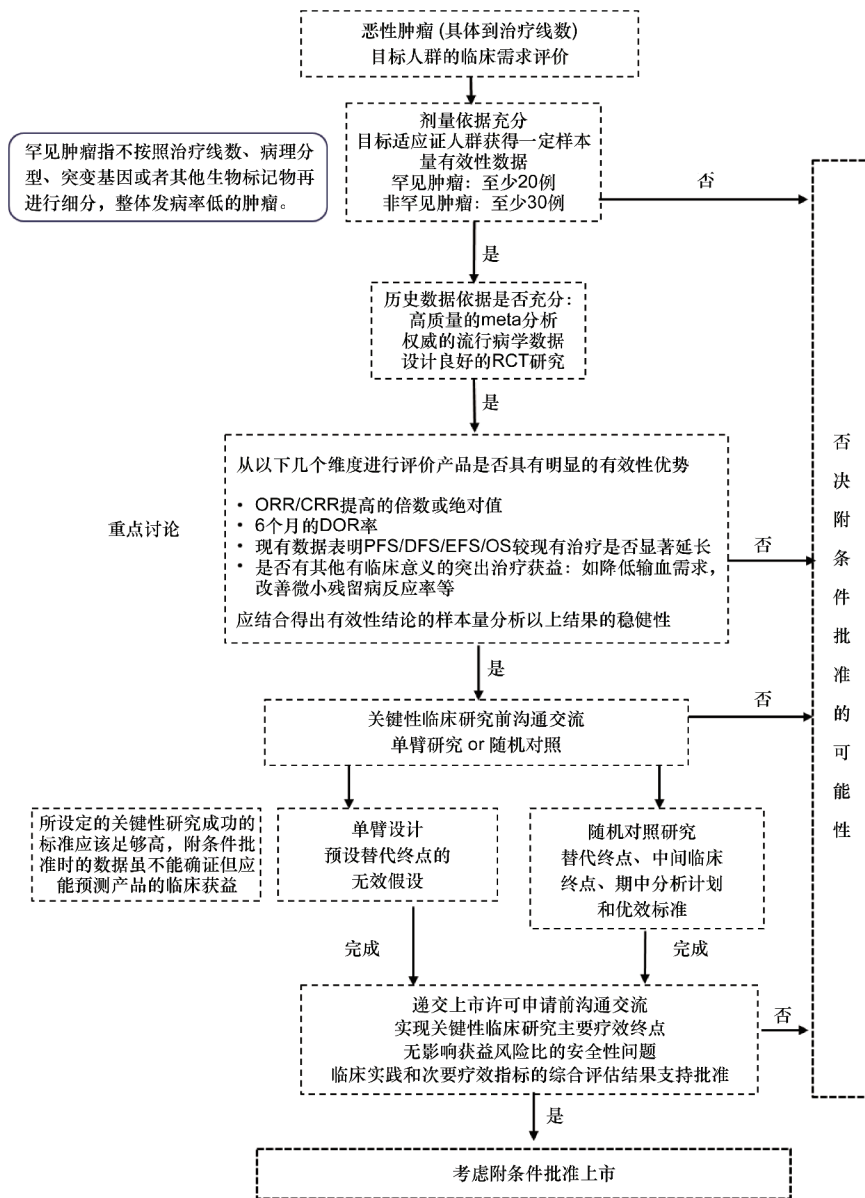 恶性肿瘤 (具体到治疗线数)
目标人群的临床需求评价
剂量依据充分
目标适应证人群获得一定样本
量有效性数据
罕见肿瘤：至少20例
非罕见肿瘤：至少30例
罕见肿瘤指不按照治疗线数、病理分
型、突变基因或者其他生物标记物再
进行细分，整体发病率低的肿瘤。
否
是
历史数据依据是否充分：
高质量的meta分析
权威的流行病学数据
设计良好的RCT研究
是
重点讨论
从以下几个维度进行评价产品是否具有明显的有效性优势
• ORR/CRR提高的倍数或绝对值
• 6个月的DOR率
• 现有数据表明PFS/DFS/EFS/OS较现有治疗是否显著延长
• 是否有其他有临床意义的突出治疗获益：如降低输血需求，
改善微小残留病反应率等
应结合得出有效性结论的样本量分析以上结果的稳健性
否
是
关键性临床研究前沟通交流
单臂研究 or 随机对照
否
所设定的关键性研究成功的
标准应该足够高，附条件批
准时的数据虽不能确证但应
能预测产品的临床获益
单臂设计
预设替代终点的
无效假设
随机对照研究
替代终点、中间临床
终点、期中分析计划
和优效标准
完成
完成
递交上市许可申请前沟通交流
实现关键性临床研究主要疗效终点
无影响获益风险比的安全性问题
临床实践和次要疗效指标的综合评估结果支持批准
否
是
考虑附条件批准上市
否决附条件批准的可能性